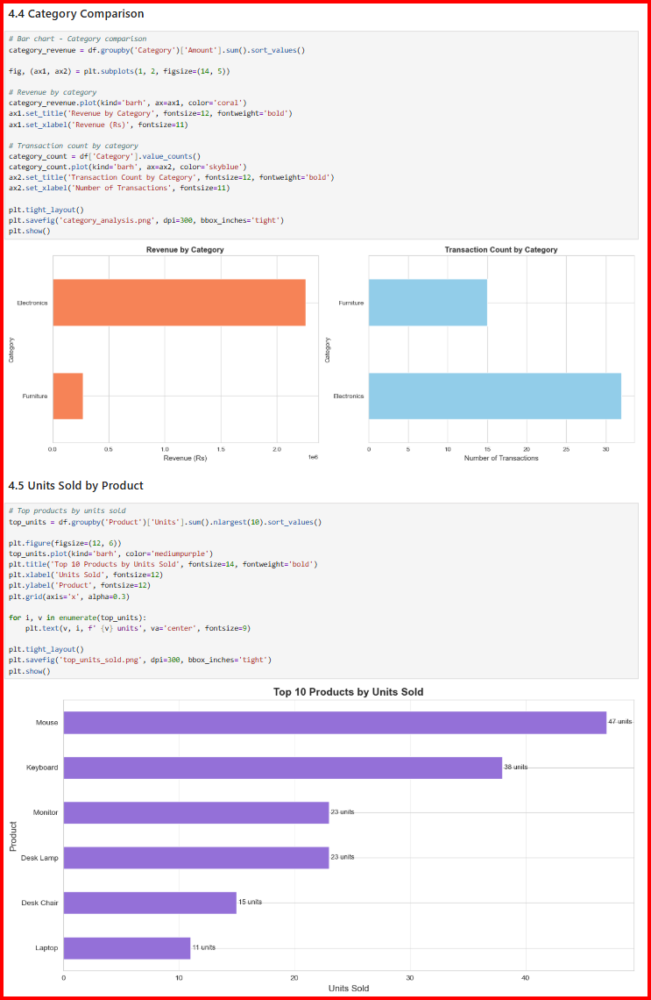 4.4 Category Comparison
# Bar chart - Category comparison
category_revenue = df.groupby('Category')['Amount'].sum().sort_values()
fig, (ax1, ax2) = plt.subplots(1, 2, figsize=(14, 5))
# Revenue by category
category_revenue.plot(kind='barh', ax=ax1, color='coral')
ax1.set_title('Revenue by Category', fontsize=12, fontweight='bold')
ax1.set_xlabel('Revenue (Rs)', fontsize=11)
# Transaction count by category
category_count = df['Category'].value_counts()
category_count.plot(kind='barh', ax=ax2, color='skyblue')
ax2.set_title('Transaction Count by Category', fontsize=12, fontweight='bold')
ax2.set_xlabel('Number of Transactions', fontsize=11)
plt.tight_layout()
plt.savefig('category_analysis.png', dpi=300, bbox_inches='tight')
plt.show()
Revenue by Category
Electronics
Furniture
Category
0.0 0.5 1.0 1.5 2.0
1e6
Revenue (Rs)
Transaction Count by Category
Furniture
Electronics
Category
0 5 10 15 20 25 30
Number of Transactions
4.5 Units Sold by Product
# Top products by units sold
top_units = df.groupby('Product')['Units'].sum().nlargest(10).sort_values()
plt.figure(figsize=(12, 6))
top_units.plot(kind='barh', color='mediumpurple')
plt.title('Top 10 Products by Units Sold', fontsize=14, fontweight='bold')
plt.xlabel('Units Sold', fontsize=12)
plt.ylabel('Product', fontsize=12)
plt.grid(axis='x', alpha=0.3)
for i, v in enumerate(top_units):
    plt.text(v, i, f' {v} units', va='center', fontsize=9)
plt.tight_layout()
plt.savefig('top_units_sold.png', dpi=300, bbox_inches='tight')
plt.show()
Top 10 Products by Units Sold
Mouse 47 units
Keyboard 38 units
Monitor 23 units
Product
Desk Lamp 23 units
Desk Chair 15 units
Laptop 11 units
0 10 20 30 40
Units Sold